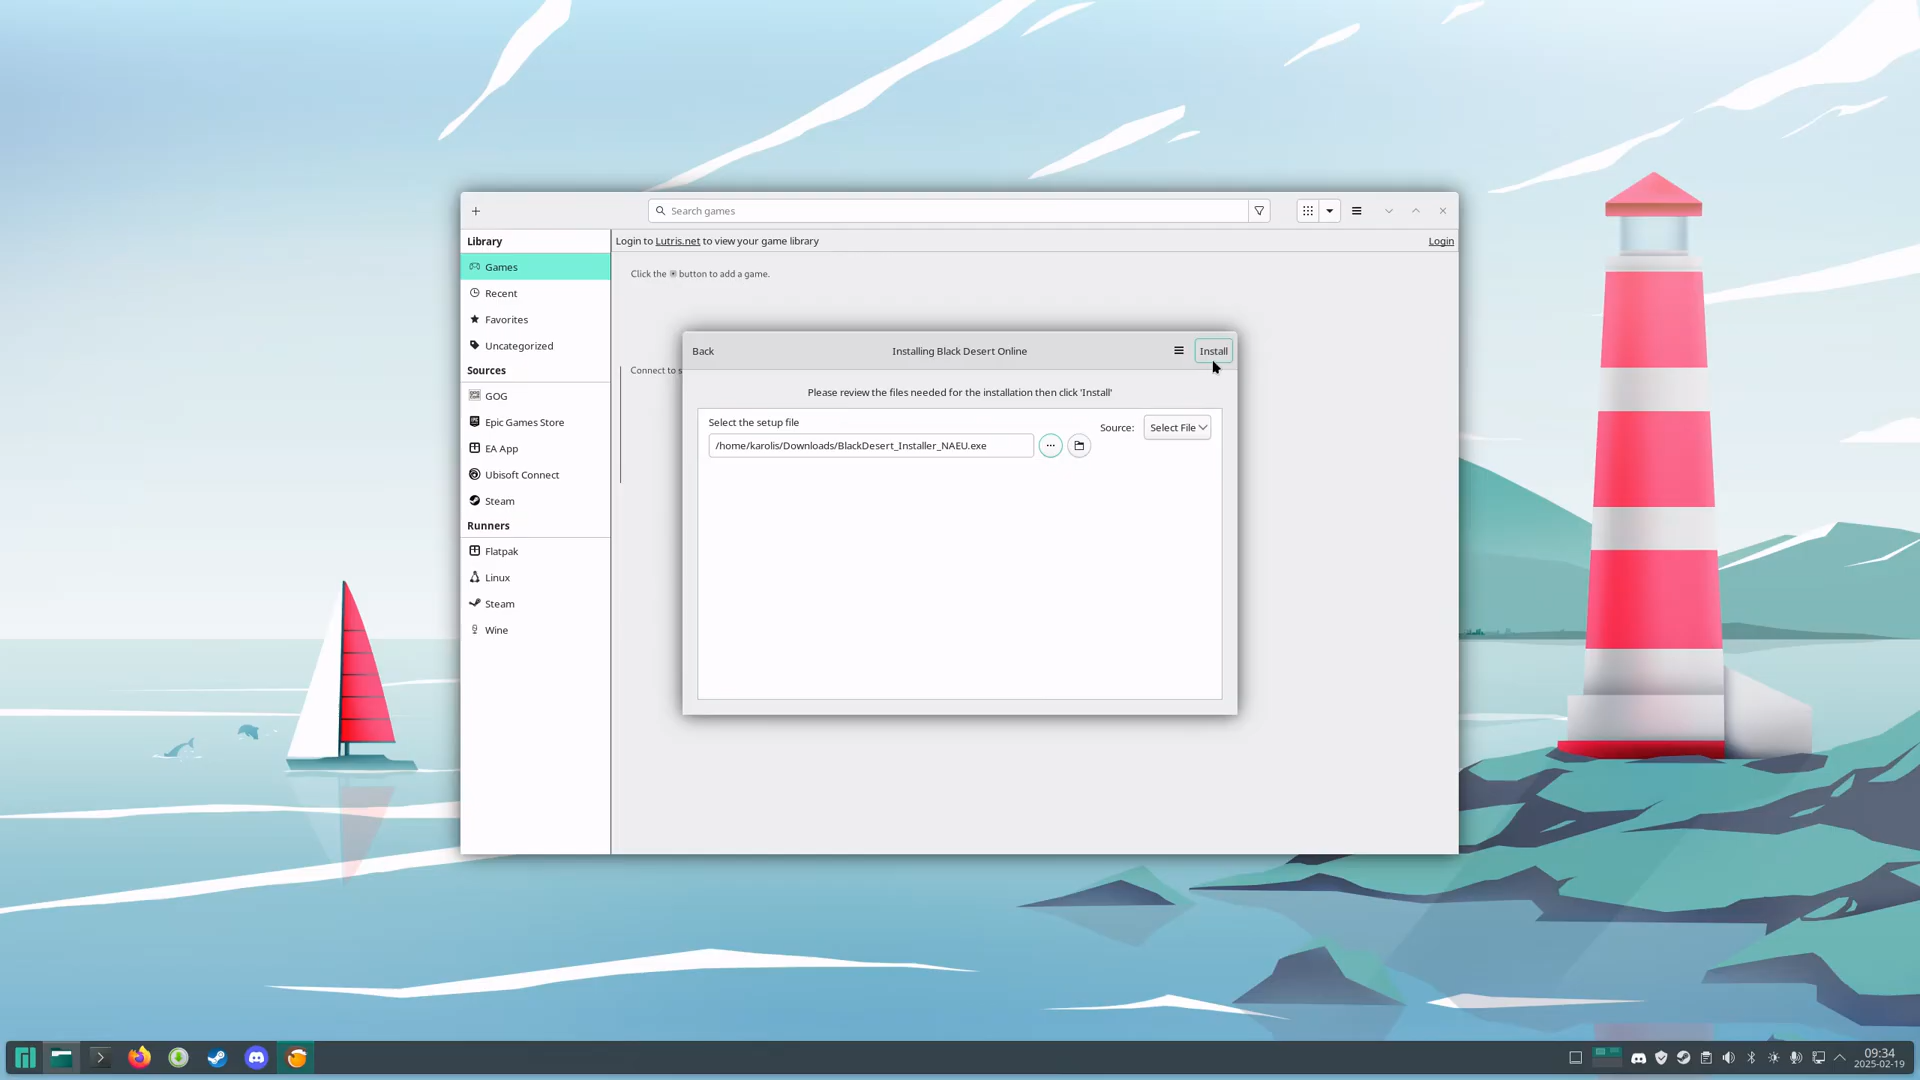 Search games
Library
Games
Recent
Favorites
Uncategorized
Sources
GOG
Epic Games Store
EA App
Ubisoft Connect
Steam
Runners
Flatpak
Linux
Steam
Wine
Login to Lutris.net to view your game library
Login
Click the button to add a game.
Connect to s
Back
Installing Black Desert Online
Install
Please review the files needed for the installation then click 'Install'
Select the setup file
Source:
Select File
/home/karolis/Downloads/BlackDesert_Installer_NAEU.exe
09:34
2025-02-19